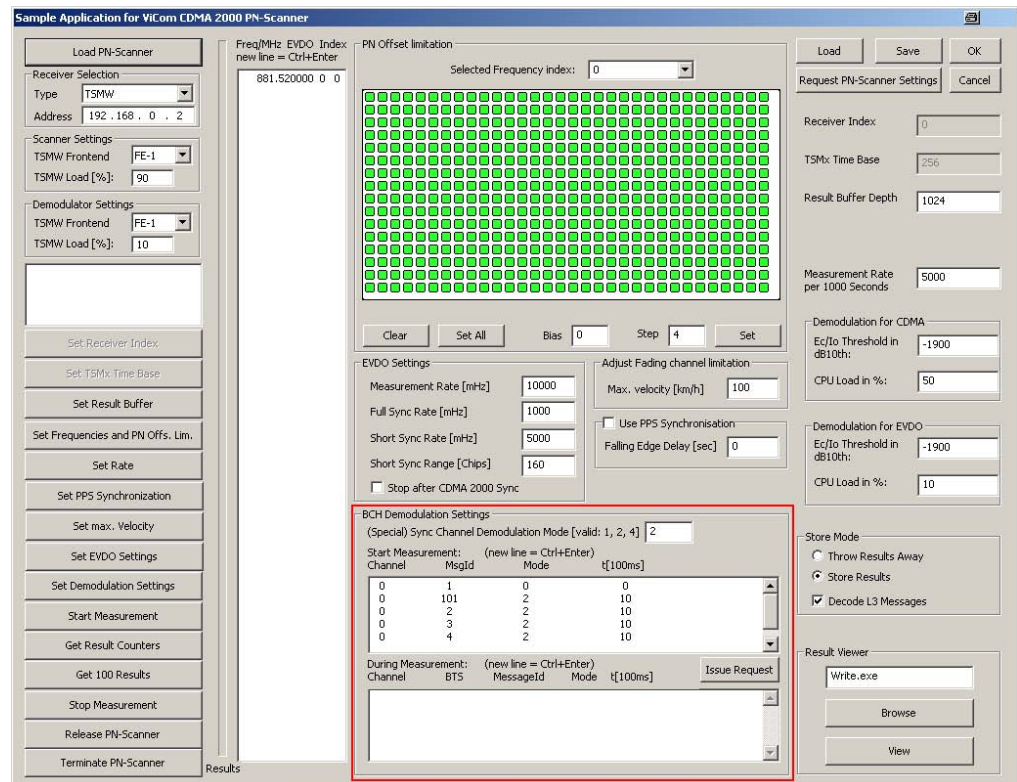 Sample Application for ViCom CDMA 2000 PN-Scanner
Load PN-Scanner
Receiver Selection
Type TSMW
Address 192 . 168 . 0 . 2
Scanner Settings
TSMW Frontend FE-1
TSMW Load [%]: 90
Demodulator Settings
TSMW Frontend FE-1
TSMW Load [%]: 10
Set Receiver Index
Set TSMx Time Base
Set Result Buffer
Set Frequencies and PN Offs. Lim.
Set Rate
Set PPS Synchronization
Set max. Velocity
Set EVDO Settings
Set Demodulation Settings
Start Measurement
Get Result Counters
Get 100 Results
Stop Measurement
Release PN-Scanner
Terminate PN-Scanner
Results
Freq/MHz EVDO Index
new line = Ctrl+Enter
881.520000 0 0
PN Offset limitation
Selected Frequency index: 0
Clear Set All Bias 0 Step 4 Set
EVDO Settings
Measurement Rate [mHz] 10000
Full Sync Rate [mHz] 1000
Short Sync Rate [mHz] 5000
Short Sync Range [Chips] 160
Stop after CDMA 2000 Sync
Adjust Fading channel limitation
Max. velocity [km/h] 100
Use PPS Synchronisation
Falling Edge Delay [sec] 0
BCH Demodulation Settings
(Special) Sync Channel Demodulation Mode [valid: 1, 2, 4] 2
Start Measurement: (new line = Ctrl+Enter)
Channel MsgId Mode t[100ms]
0 1 0 0
0 101 2 10
0 2 2 10
0 3 2 10
0 4 2 10
During Measurement: (new line = Ctrl+Enter)
Channel BTS MessageId Mode t[100ms]
Issue Request
Load Save OK
Request PN-Scanner Settings Cancel
Receiver Index 0
TSMx Time Base 256
Result Buffer Depth 1024
Measurement Rate
per 1000 Seconds 5000
Demodulation for CDMA
Ec/Io Threshold in
dB10th: -1900
CPU Load in %: 50
Demodulation for EVDO
Ec/Io Threshold in
dB10th: -1900
CPU Load in %: 10
Store Mode
Throw Results Away
Store Results
Decode L3 Messages
Result Viewer
Write.exe
Browse
View